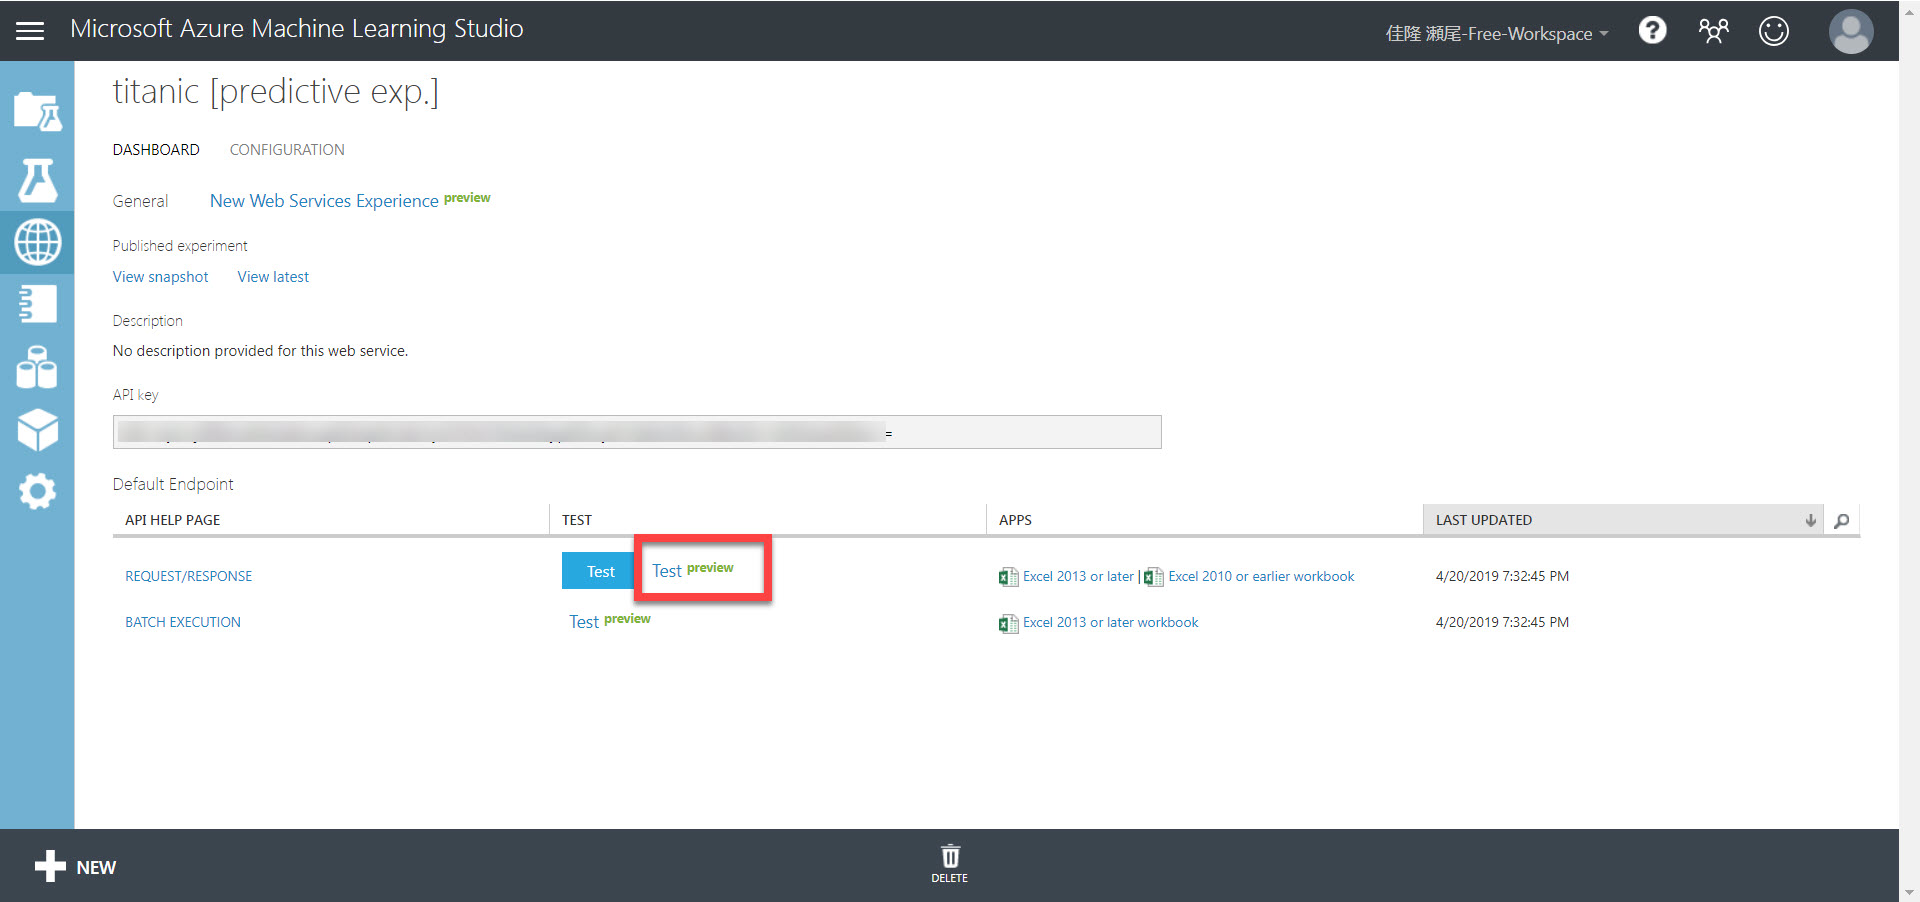 Microsoft Azure Machine Learning Studio
佳隆 瀬尾-Free-Workspace
titanic [predictive exp.]
DASHBOARD CONFIGURATION
General New Web Services Experience preview
Published experiment
View snapshot View latest
Description
No description provided for this web service.
API key
=
Default Endpoint
API HELP PAGE TEST APPS LAST UPDATED
REQUEST/RESPONSE Test Test preview Excel 2013 or later | Excel 2010 or earlier workbook 4/20/2019 7:32:45 PM
BATCH EXECUTION Test preview Excel 2013 or later workbook 4/20/2019 7:32:45 PM
NEW
DELETE